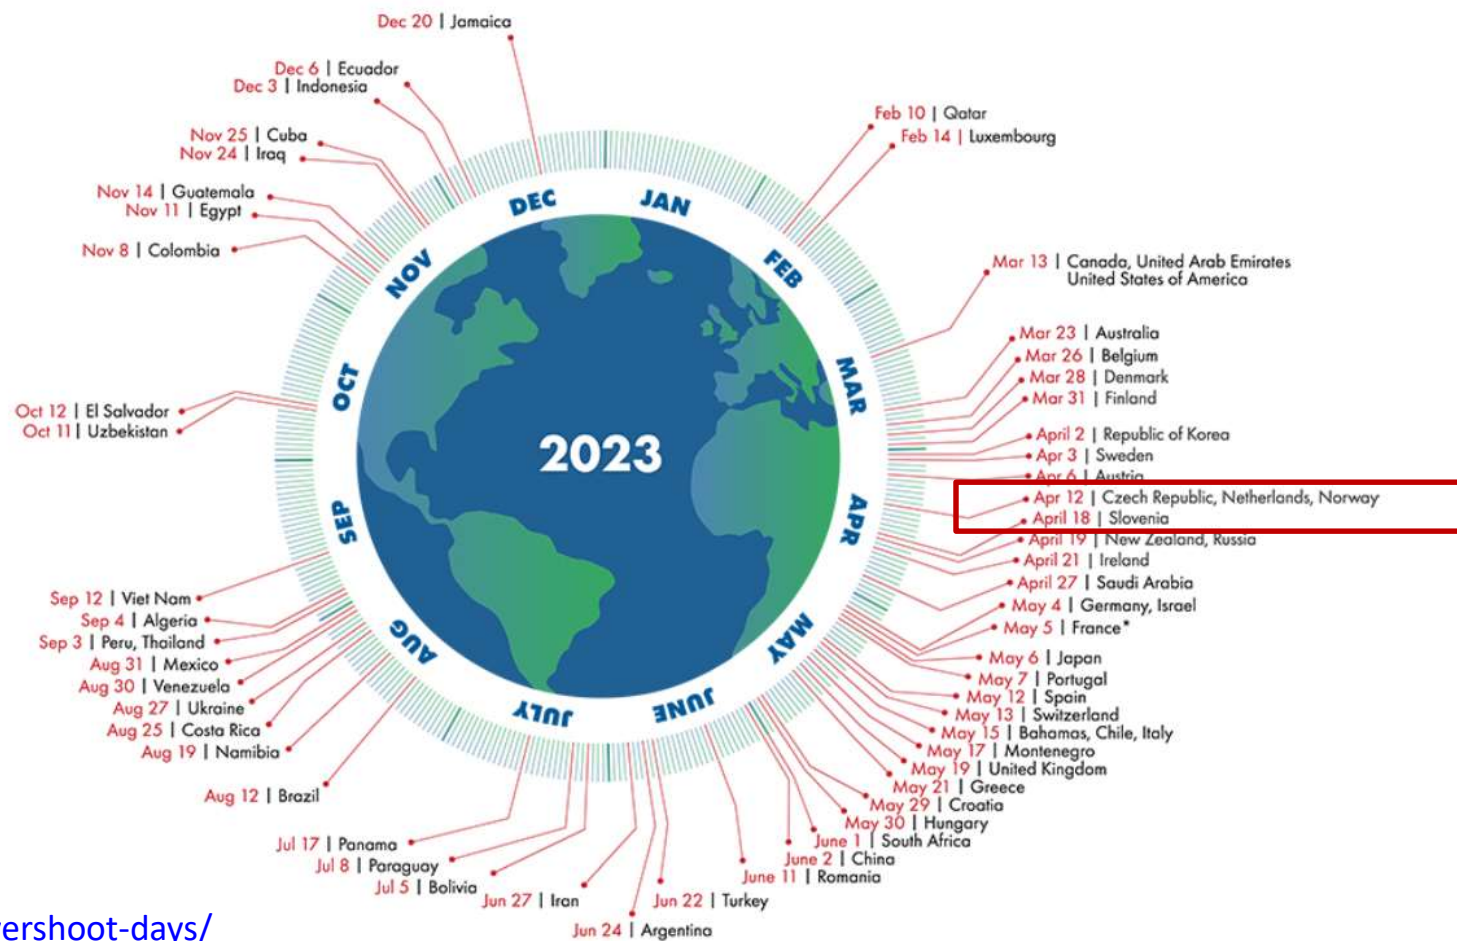 Dec 20 | Jamaica
Dec 6 | Ecuador
Dec 3 | Indonesia
Nov 25 | Cuba
Nov 24 | Iraq
Nov 14 | Guatemala
Nov 11 | Egypt
Nov 8 | Colombia
Oct 12 | El Salvador
Oct 11 | Uzbekistan
Sep 12 | Viet Nam
Sep 4 | Algeria
Sep 3 | Peru, Thailand
Aug 31 | Mexico
Aug 30 | Venezuela
Aug 27 | Ukraine
Aug 25 | Costa Rica
Aug 19 | Namibia
Aug 12 | Brazil
Jul 17 | Panama
Jul 8 | Paraguay
Jul 5 | Bolivia
Jun 27 | Iran
Jun 24 | Argentina
Jun 22 | Turkey
JAN
FEB
MAR
APR
MAY
JUNE
JULY
AUG
SEP
OCT
NOV
DEC
2023
Feb 10 | Qatar
Feb 14 | Luxembourg
Mar 13 | Canada, United Arab Emirates
United States of America
Mar 23 | Australia
Mar 26 | Belgium
Mar 28 | Denmark
Mar 31 | Finland
April 2 | Republic of Korea
Apr 3 | Sweden
Apr 6 | Austria
Apr 12 | Czech Republic, Netherlands, Norway
April 18 | Slovenia
April 19 | New Zealand, Russia
April 21 | Ireland
April 27 | Saudi Arabia
May 4 | Germany, Israel
May 5 | France*
May 6 | Japan
May 7 | Portugal
May 12 | Spain
May 13 | Switzerland
May 15 | Bahamas, Chile, Italy
May 17 | Montenegro
May 19 | United Kingdom
May 21 | Greece
May 29 | Croatia
May 30 | Hungary
June 1 | South Africa
June 2 | China
June 11 | Romania
ershoot-days/